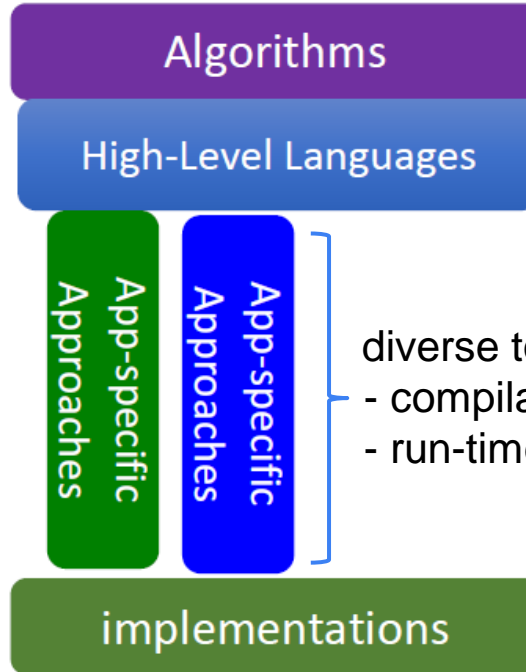 Algorithms
High-Level Languages
App-specific
Approaches
App-specific
Approaches
diverse
- compila
- run-time
implementations